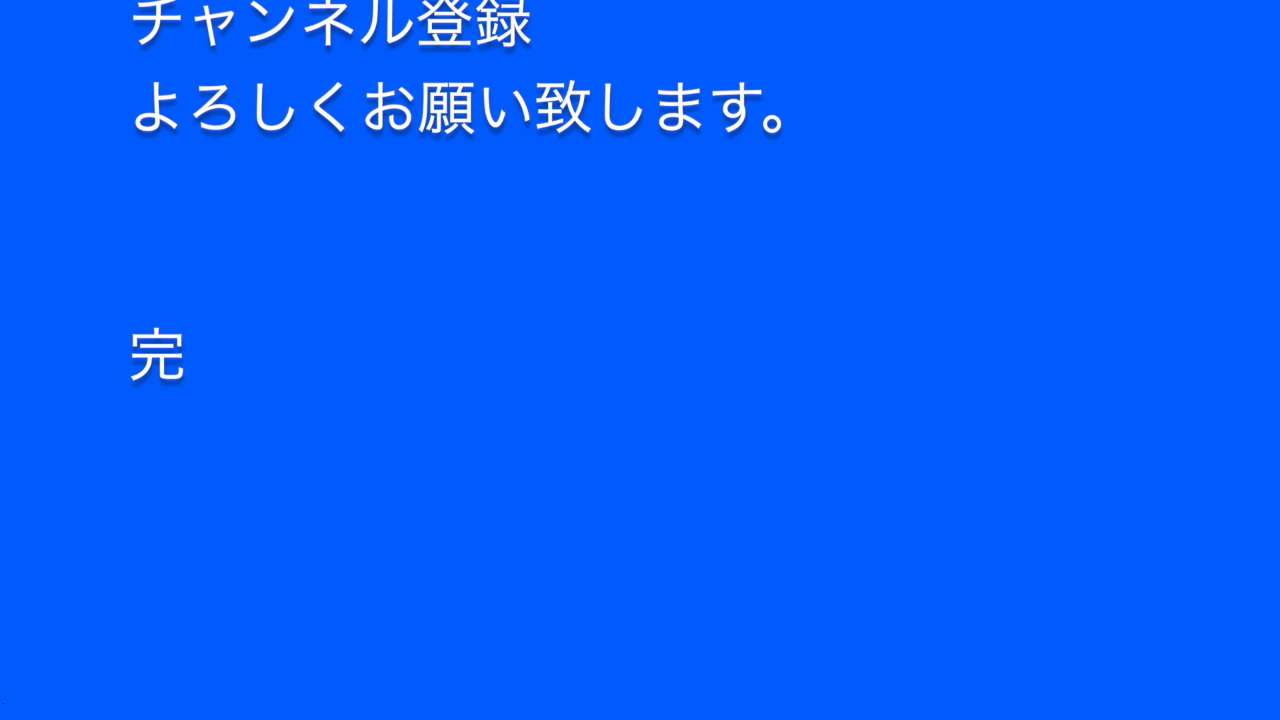 チャンネル登録
よろしくお願い致します。
完